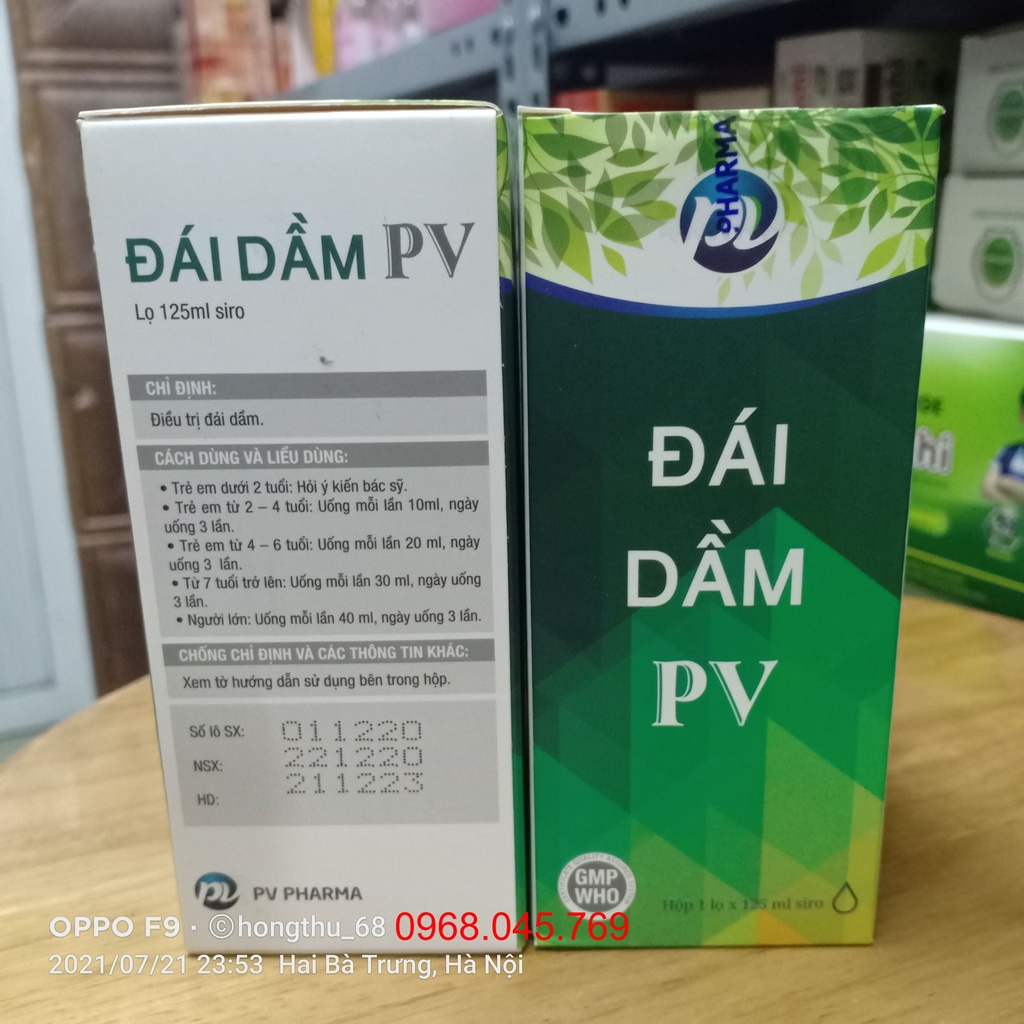 ĐÁI DẦM PV
Lọ 125ml siro
CHỈ ĐỊNH:
Điều trị đái dầm.
CÁCH DÙNG VÀ LIỀU DÙNG:
• Trẻ em dưới 2 tuổi: Hỏi ý kiến bác sỹ.
• Trẻ em từ 2 – 4 tuổi: Uống mỗi lần 10ml, ngày
uống 3 lần.
• Trẻ em từ 4 – 6 tuổi: Uống mỗi lần 20 ml, ngày
uống 3 lần.
• Từ 7 tuổi trở lên: Uống mỗi lần 30 ml, ngày uống
3 lần.
• Người lớn: Uống mỗi lần 40 ml, ngày uống 3 lần.
CHỐNG CHỈ ĐỊNH VÀ CÁC THÔNG TIN KHÁC:
Xem tờ hướng dẫn sử dụng bên trong hộp.
Số lô SX: 011220
NSX: 221220
HD: 211223
PV PHARMA
PHARMA
ĐÁI
DẦM
PV
GMP
WHO
Hộp 1 lọ x 125 ml siro
hi
OPPO F9 · ©hongthu_68 0968.045.769
2021/07/21 23:53 Hai Bà Trưng, Hà Nội